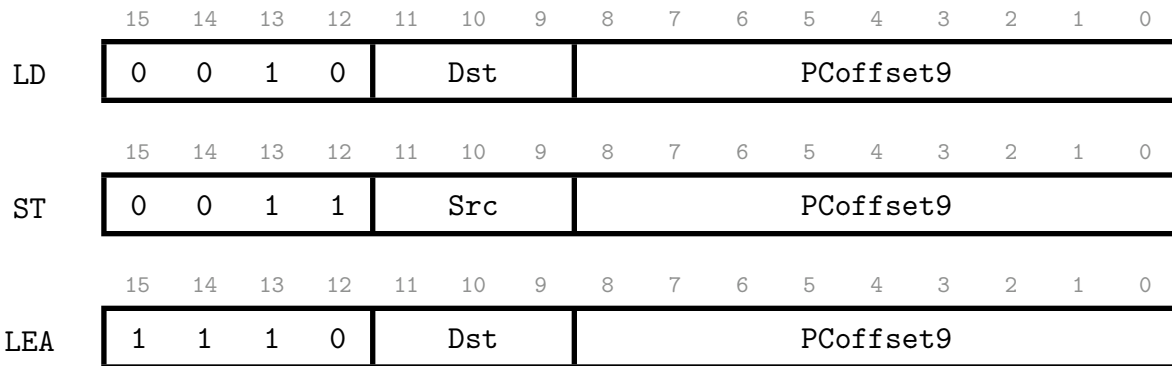 15 14 13 12 11 10 9 8 7 6 5 4 3 2 1 0
LD 0 0 1 0 Dst PCoffset9
15 14 13 12 11 10 9 8 7 6 5 4 3 2 1 0
ST 0 0 1 1 Src PCoffset9
15 14 13 12 11 10 9 8 7 6 5 4 3 2 1 0
LEA 1 1 1 0 Dst PCoffset9